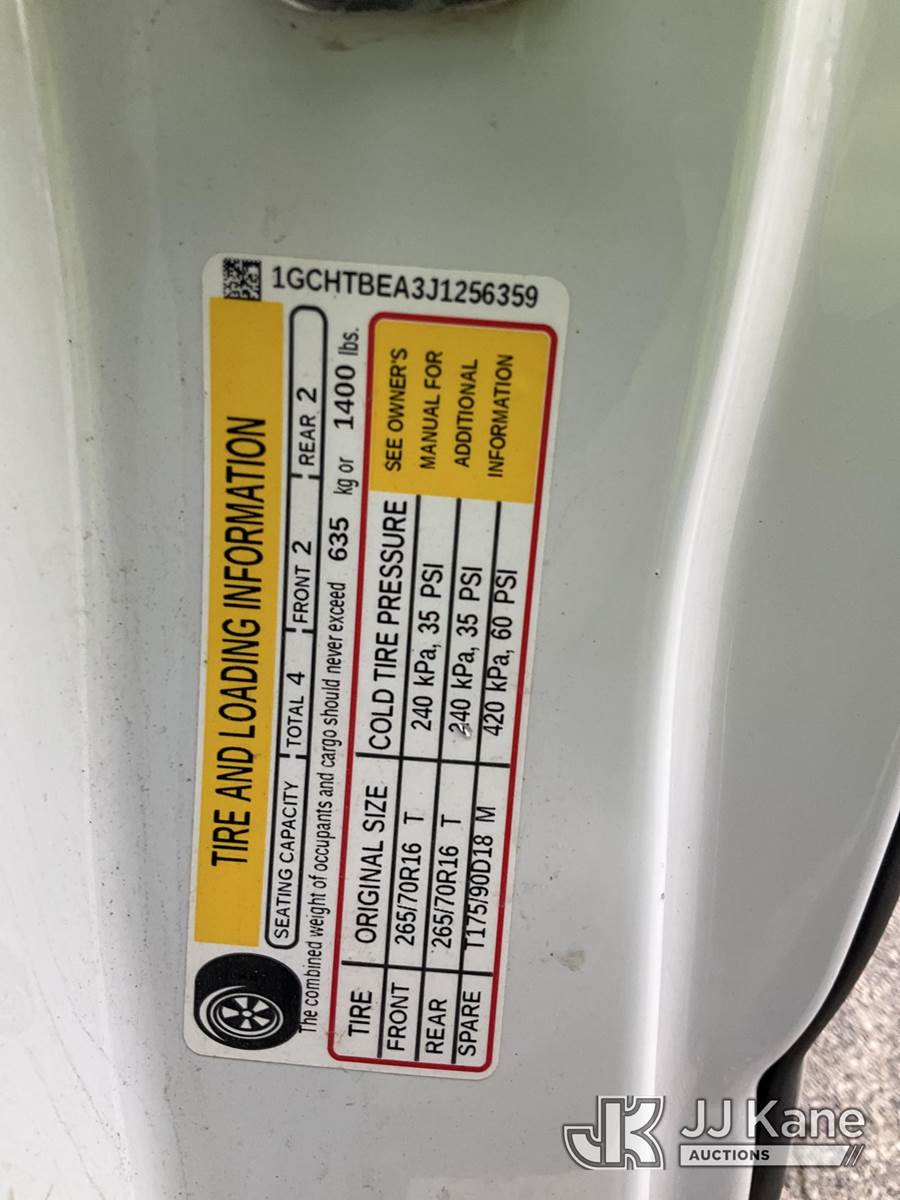 1GCHTBEA3J1256359
TIRE AND LOADING INFORMATION
SEATING CAPACITY TOTAL 4 FRONT 2 REAR 2
The combined weight of occupants and cargo should never exceed 635 kg or 1400 lbs.
TIRE ORIGINAL SIZE COLD TIRE PRESSURE SEE OWNER'S
FRONT 265/70R16 T 240 kPa, 35 PSI MANUAL FOR
REAR 265/70R16 T 240 kPa, 35 PSI ADDITIONAL
SPARE T175/90D18 M 420 kPa, 60 PSI INFORMATION
JK JJ Kane
AUCTIONS